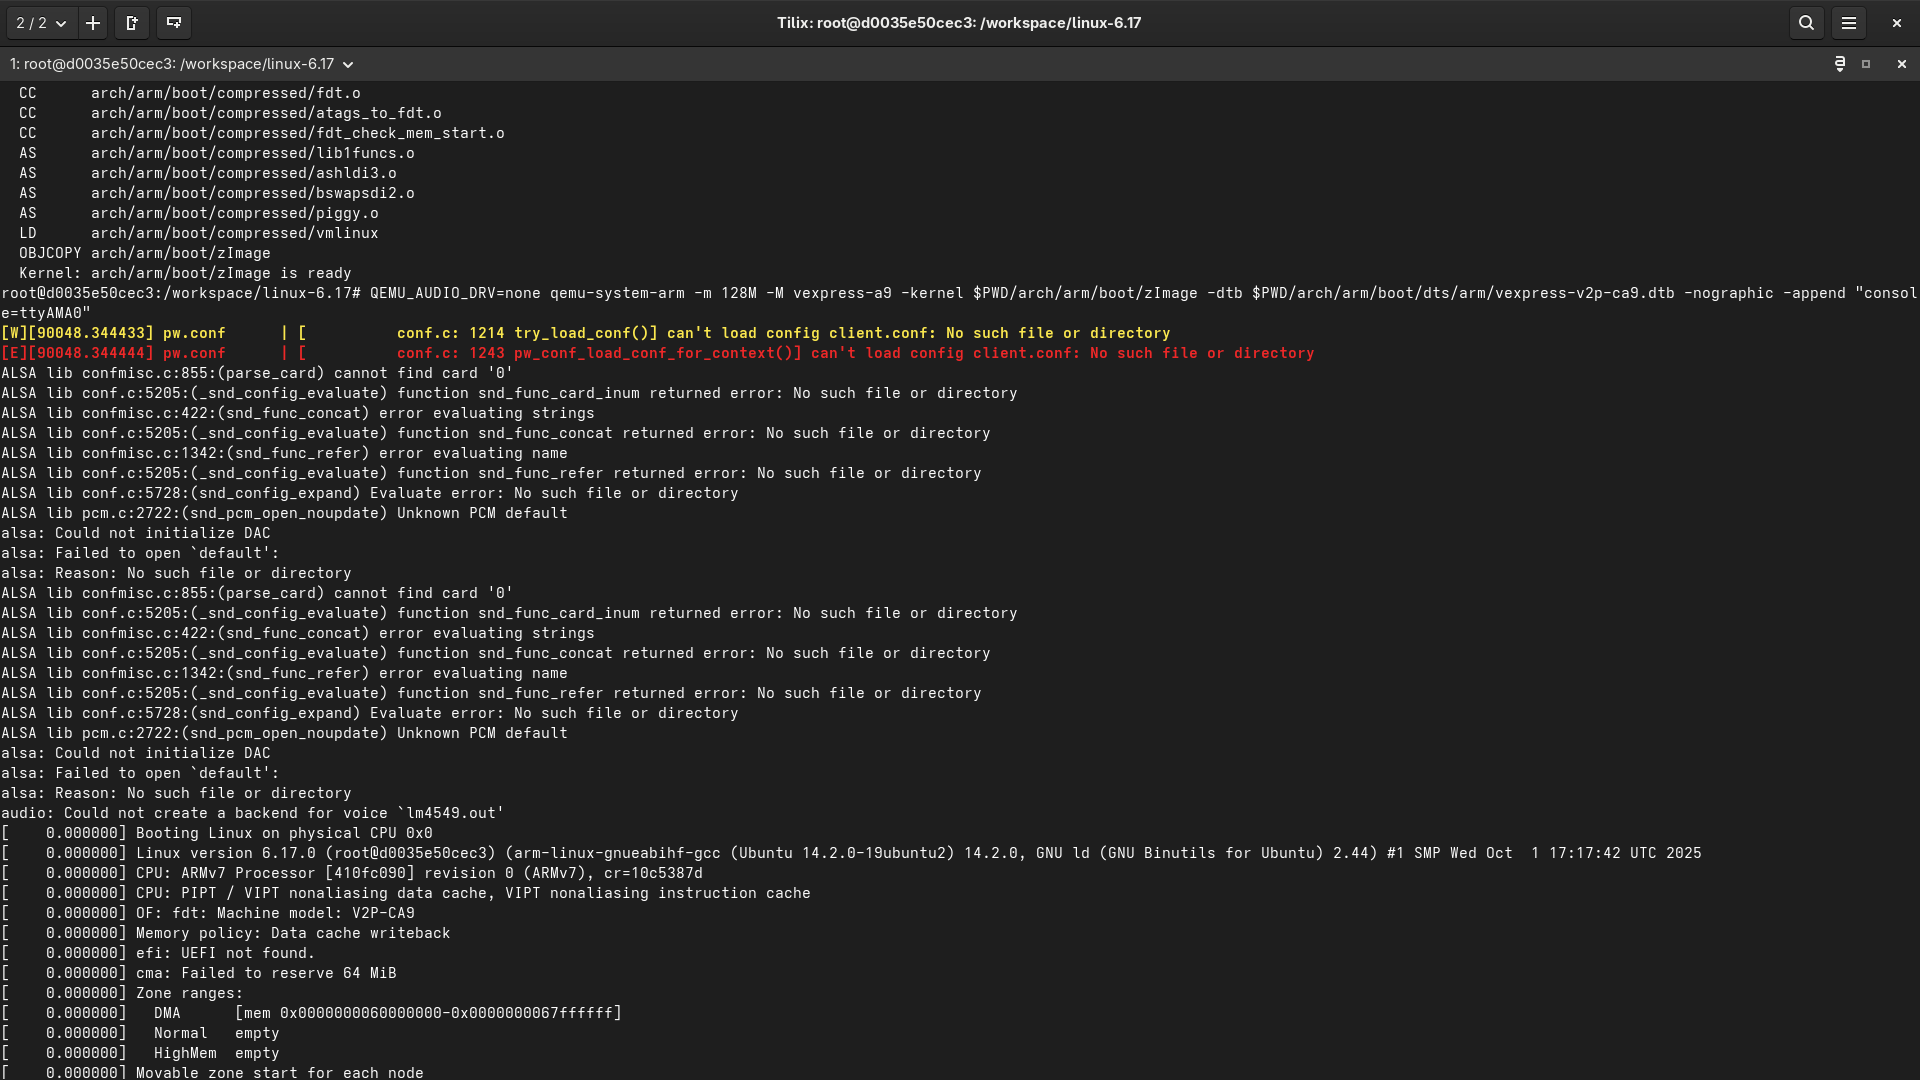 2 / 2
Tilix: root@d0035e50cec3: /workspace/linux-6.17
1: root@d0035e50cec3: /workspace/linux-6.17
  CC      arch/arm/boot/compressed/fdt.o
  CC      arch/arm/boot/compressed/atags_to_fdt.o
  CC      arch/arm/boot/compressed/fdt_check_mem_start.o
  AS      arch/arm/boot/compressed/lib1funcs.o
  AS      arch/arm/boot/compressed/ashldi3.o
  AS      arch/arm/boot/compressed/bswapsdi2.o
  AS      arch/arm/boot/compressed/piggy.o
  LD      arch/arm/boot/compressed/vmlinux
  OBJCOPY arch/arm/boot/zImage
  Kernel: arch/arm/boot/zImage is ready
root@d0035e50cec3:/workspace/linux-6.17# QEMU_AUDIO_DRV=none qemu-system-arm -m 128M -M vexpress-a9 -kernel $PWD/arch/arm/boot/zImage -dtb $PWD/arch/arm/boot/dts/arm/vexpress-v2p-ca9.dtb -nographic -append "consol
e=ttyAMA0"
[W][90048.344433] pw.conf      | [          conf.c: 1214 try_load_conf()] can't load config client.conf: No such file or directory
[E][90048.344444] pw.conf      | [          conf.c: 1243 pw_conf_load_conf_for_context()] can't load config client.conf: No such file or directory
ALSA lib confmisc.c:855:(parse_card) cannot find card '0'
ALSA lib conf.c:5205:(_snd_config_evaluate) function snd_func_card_inum returned error: No such file or directory
ALSA lib confmisc.c:422:(snd_func_concat) error evaluating strings
ALSA lib conf.c:5205:(_snd_config_evaluate) function snd_func_concat returned error: No such file or directory
ALSA lib confmisc.c:1342:(snd_func_refer) error evaluating name
ALSA lib conf.c:5205:(_snd_config_evaluate) function snd_func_refer returned error: No such file or directory
ALSA lib conf.c:5728:(snd_config_expand) Evaluate error: No such file or directory
ALSA lib pcm.c:2722:(snd_pcm_open_noupdate) Unknown PCM default
alsa: Could not initialize DAC
alsa: Failed to open `default':
alsa: Reason: No such file or directory
ALSA lib confmisc.c:855:(parse_card) cannot find card '0'
ALSA lib conf.c:5205:(_snd_config_evaluate) function snd_func_card_inum returned error: No such file or directory
ALSA lib confmisc.c:422:(snd_func_concat) error evaluating strings
ALSA lib conf.c:5205:(_snd_config_evaluate) function snd_func_concat returned error: No such file or directory
ALSA lib confmisc.c:1342:(snd_func_refer) error evaluating name
ALSA lib conf.c:5205:(_snd_config_evaluate) function snd_func_refer returned error: No such file or directory
ALSA lib conf.c:5728:(snd_config_expand) Evaluate error: No such file or directory
ALSA lib pcm.c:2722:(snd_pcm_open_noupdate) Unknown PCM default
alsa: Could not initialize DAC
alsa: Failed to open `default':
alsa: Reason: No such file or directory
audio: Could not create a backend for voice `lm4549.out'
[    0.000000] Booting Linux on physical CPU 0x0
[    0.000000] Linux version 6.17.0 (root@d0035e50cec3) (arm-linux-gnueabihf-gcc (Ubuntu 14.2.0-19ubuntu2) 14.2.0, GNU ld (GNU Binutils for Ubuntu) 2.44) #1 SMP Wed Oct  1 17:17:42 UTC 2025
[    0.000000] CPU: ARMv7 Processor [410fc090] revision 0 (ARMv7), cr=10c5387d
[    0.000000] CPU: PIPT / VIPT nonaliasing data cache, VIPT nonaliasing instruction cache
[    0.000000] OF: fdt: Machine model: V2P-CA9
[    0.000000] Memory policy: Data cache writeback
[    0.000000] efi: UEFI not found.
[    0.000000] cma: Failed to reserve 64 MiB
[    0.000000] Zone ranges:
[    0.000000]   DMA      [mem 0x0000000060000000-0x0000000067ffffff]
[    0.000000]   Normal   empty
[    0.000000]   HighMem  empty
[    0.000000] Movable zone start for each node